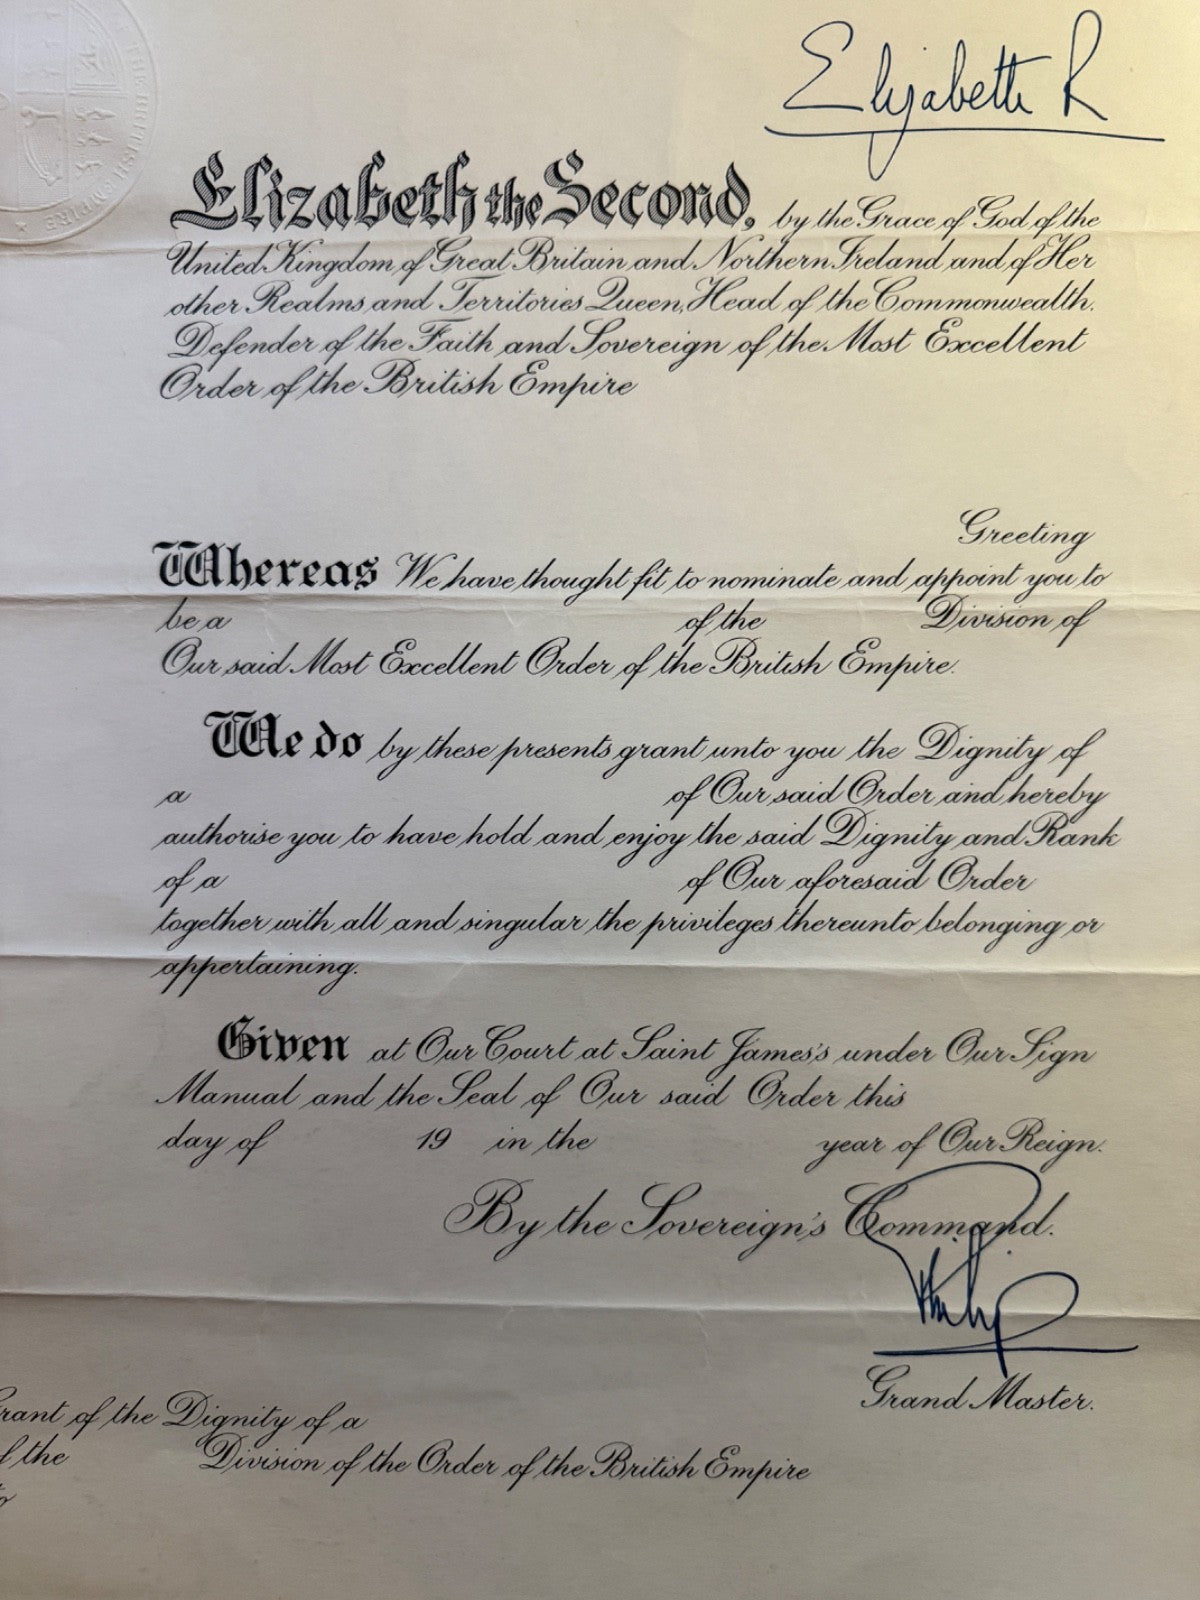 Elizabeth R
THE BRITISH EMPIRE
Elizabeth the Second, by the Grace of God of the
United Kingdom of Great Britain and Northern Ireland and of Her
other Realms and Territories Queen, Head of the Commonwealth.
Defender of the Faith and Sovereign of the Most Excellent
Order of the British Empire
Greeting
Whereas We have thought fit to nominate and appoint you to
be a of the Division of
Our said Most Excellent Order of the British Empire.
We do by these presents grant unto you the Dignity of
a of Our said Order and hereby
authorise you to have hold and enjoy the said Dignity and Rank
of a of Our aforesaid Order
together with all and singular the privileges thereunto belonging or
appertaining.
Given at Our Court at Saint James's under Our Sign
Manual and the Seal of Our said Order this
day of 19 in the year of Our Reign.
By the Sovereign's Command.
Philip
Grand Master.
rant of the Dignity of a
f the Division of the Order of the British Empire